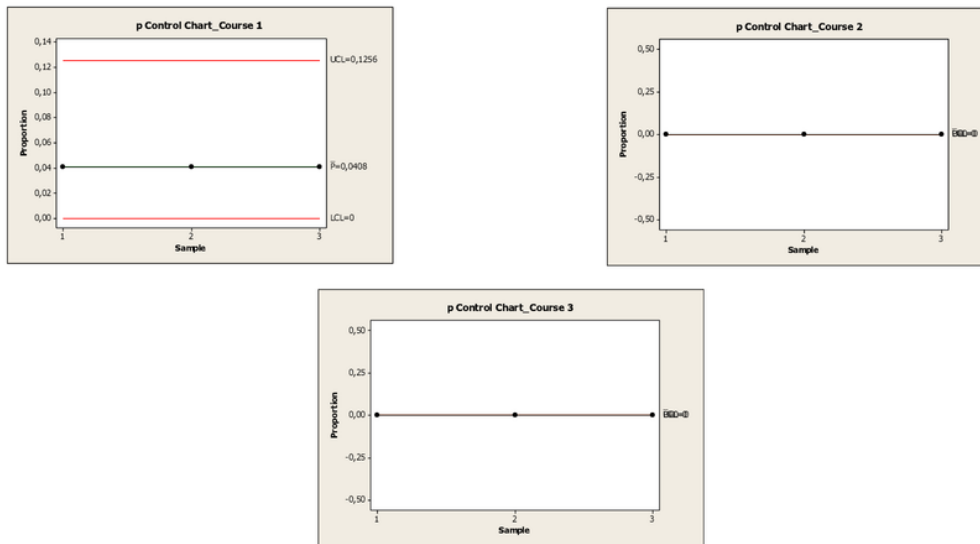 p Control Chart_Course 1
0,14
0,12
0,10
0,08
0,06
0,04
0,02
0,00
Proportion
UCL=0,1256
P̄=0,0408
LCL=0
1 2 3
Sample
p Control Chart_Course 2
0,50
0,25
0,00
-0,25
-0,50
Proportion
1 2 3
Sample
p Control Chart_Course 3
0,50
0,25
0,00
-0,25
-0,50
Proportion
1 2 3
Sample